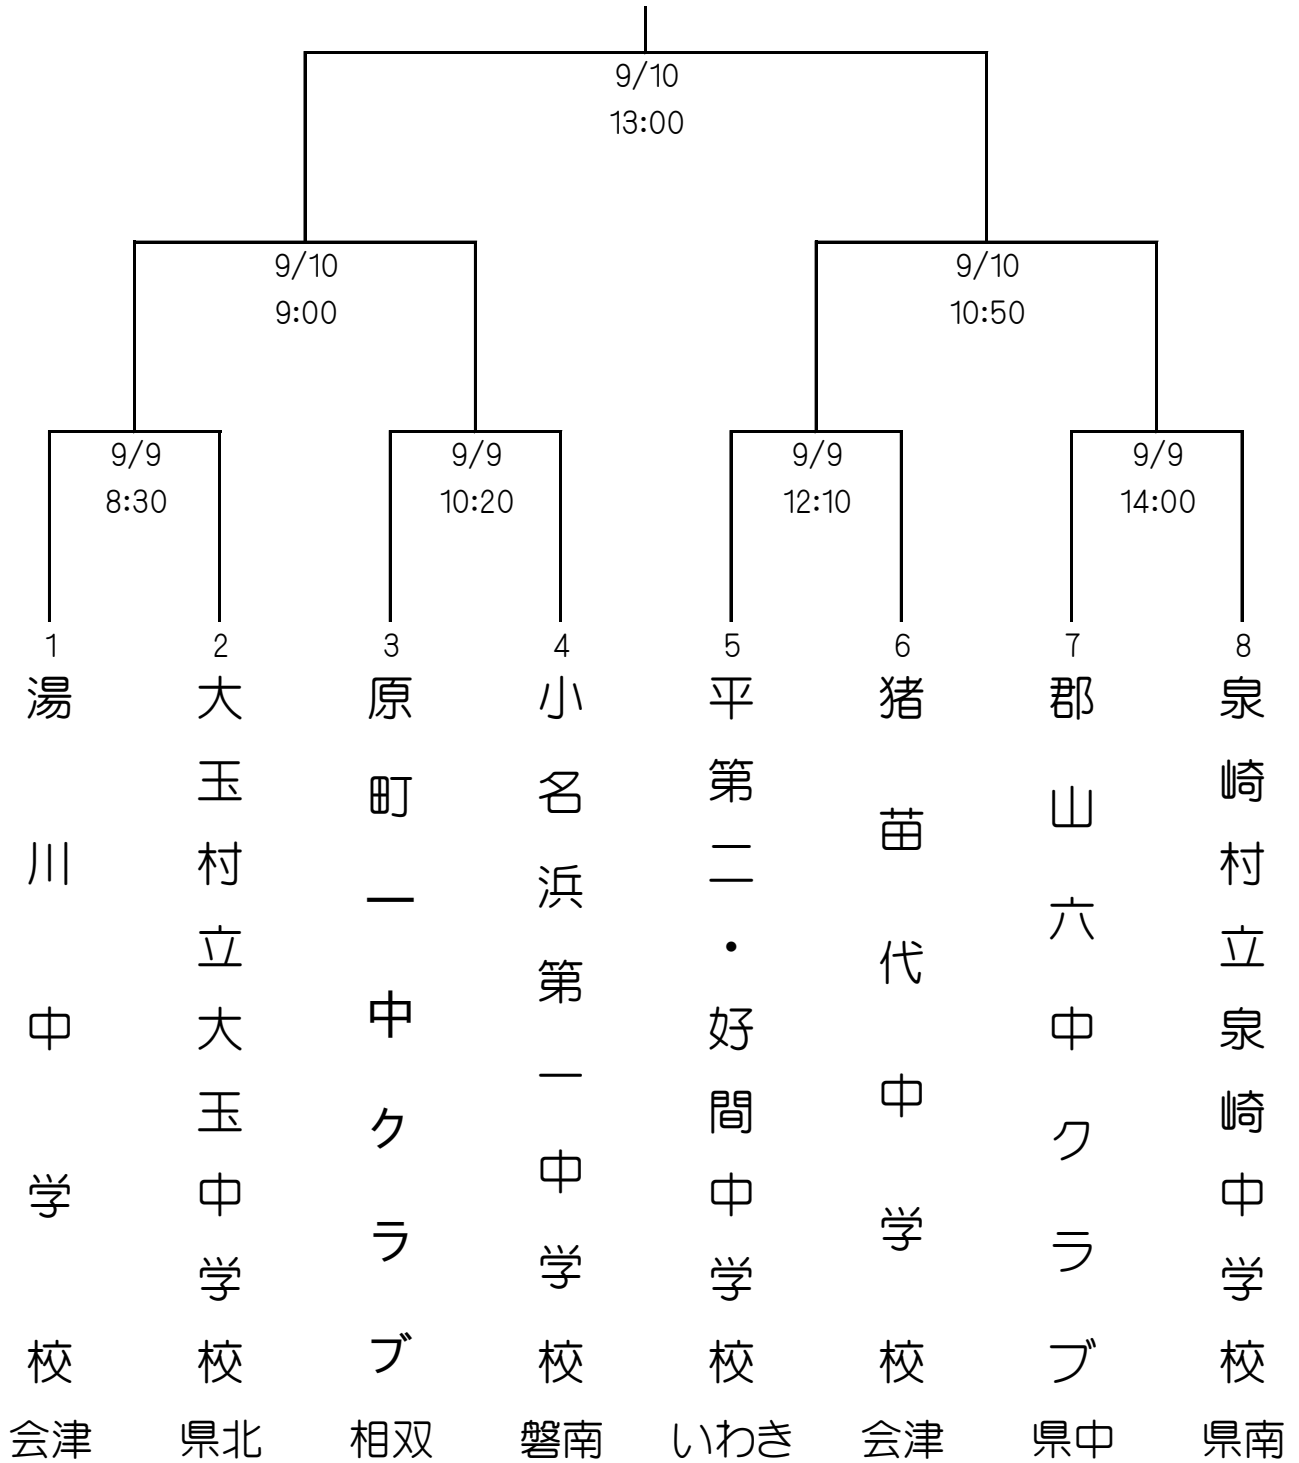 9/10
13:00
9/10
9:00
9/10
10:50
9/9
8:30
9/9
10:20
9/9
12:10
9/9
14:00
1
2
3
4
5
6
7
8
湯川中学校
大玉村立大玉中学校
原町一中クラブ
小名浜第一中学校
平第二・好間中学校
猪苗代中学校
郡山六中クラブ
泉崎村立泉崎中学校
会津
県北
相双
磐南
いわき
会津
県中
県南